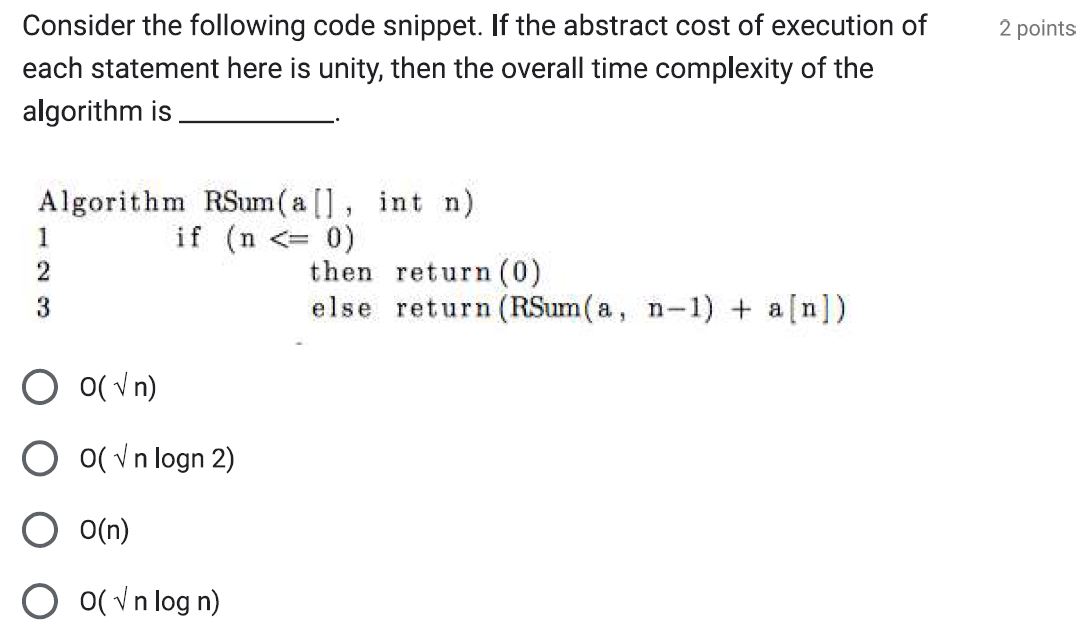 Consider the following code snippet. If the abstract cost of execution of
2 points
each statement here is unity, then the overall time complexity of the
algorithm is __________.
Algorithm RSum(a[], int n)
1 if (n <= 0)
2 then return(0)
3 else return(RSum(a, n-1) + a[n])
O( √ n)
O( √ n logn 2)
O(n)
O( √ n log n)